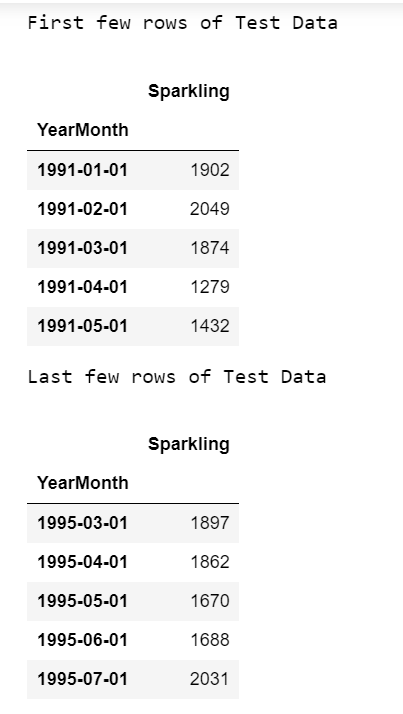 First few rows of Test Data
Sparkling
YearMonth
1991-01-01 1902
1991-02-01 2049
1991-03-01 1874
1991-04-01 1279
1991-05-01 1432
Last few rows of Test Data
Sparkling
YearMonth
1995-03-01 1897
1995-04-01 1862
1995-05-01 1670
1995-06-01 1688
1995-07-01 2031